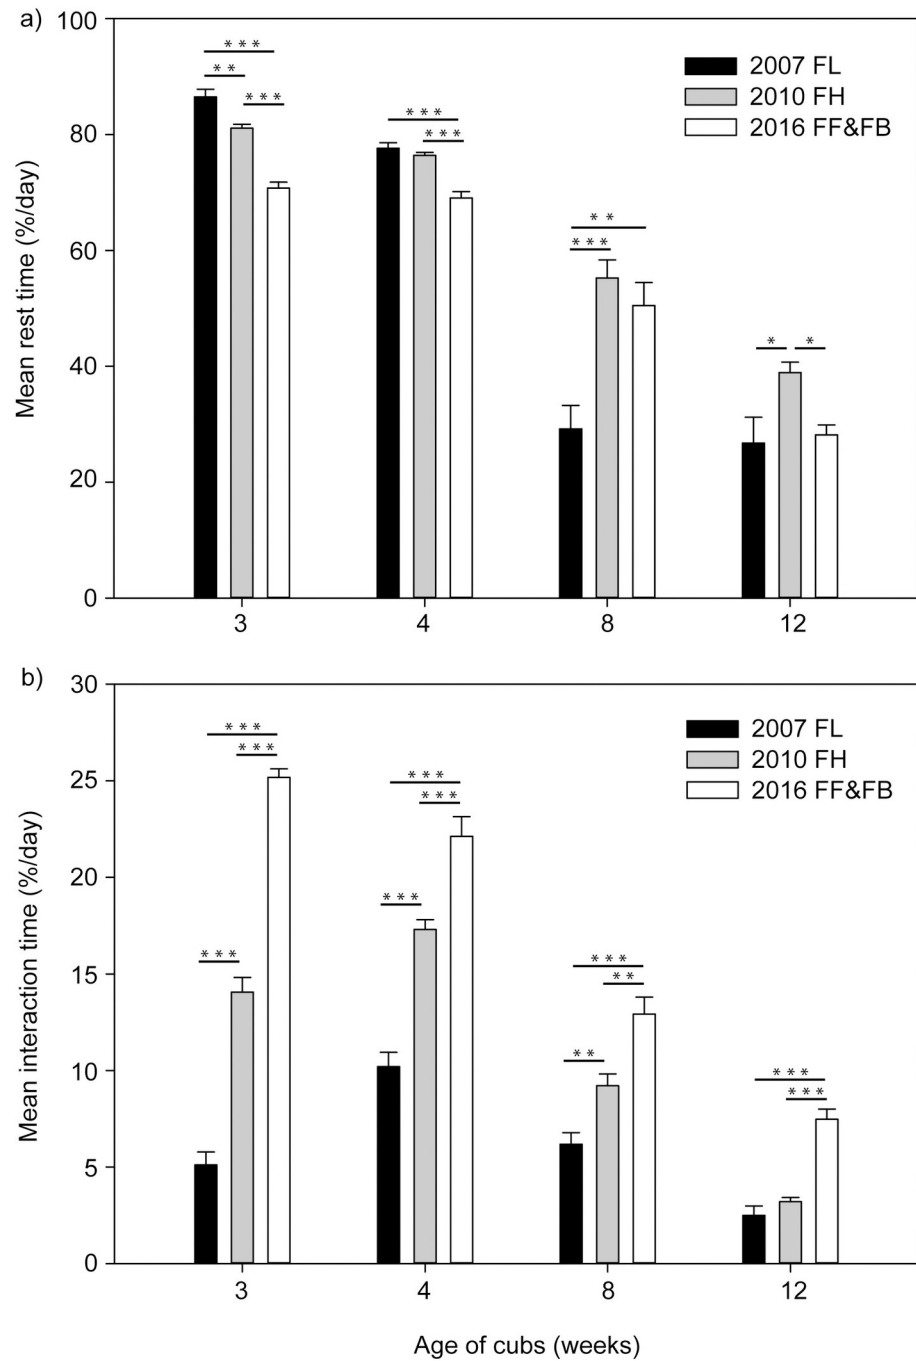 a)
100
80
60
40
20
0
Mean rest time (%/day)
*** 
** 
***
***
***
**
***
* *
2007 FL
2010 FH
2016 FF&FB
3 4 8 12
b)
30
25
20
15
10
5
0
Mean interaction time (%/day)
***
***
***
***
***
***
***
**
**
***
***
2007 FL
2010 FH
2016 FF&FB
3 4 8 12
Age of cubs (weeks)